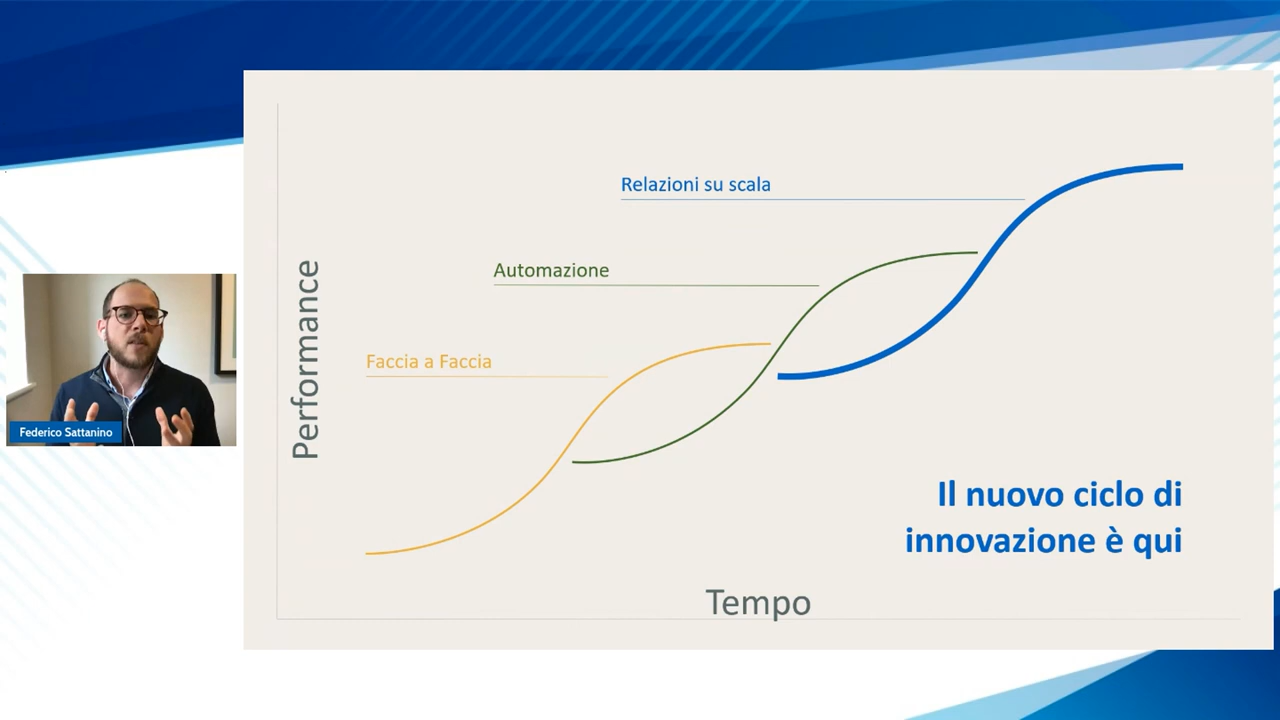 Relazioni su scala
Automazione
Faccia a Faccia
Performance
Federico Sattanino
Il nuovo ciclo di
innovazione è qui
Tempo